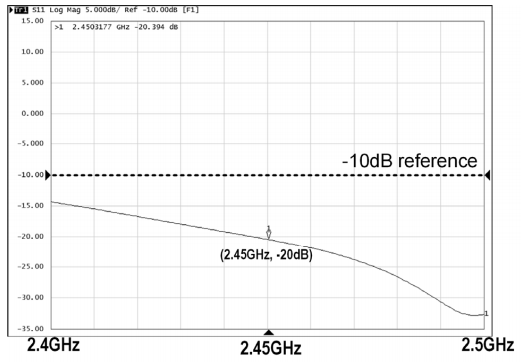 Tr1 S11 Log Mag 5.000dB/ Ref -10.00dB [F1]
>1 2.4503177 GHz -20.394 dB
15.00
10.00
5.000
0.000
-5.000
-10.00
-10dB reference
-15.00
1
-20.00
(2.45GHz, -20dB)
-25.00
-30.00
1
-35.00
2.4GHz
2.45GHz
2.5GHz